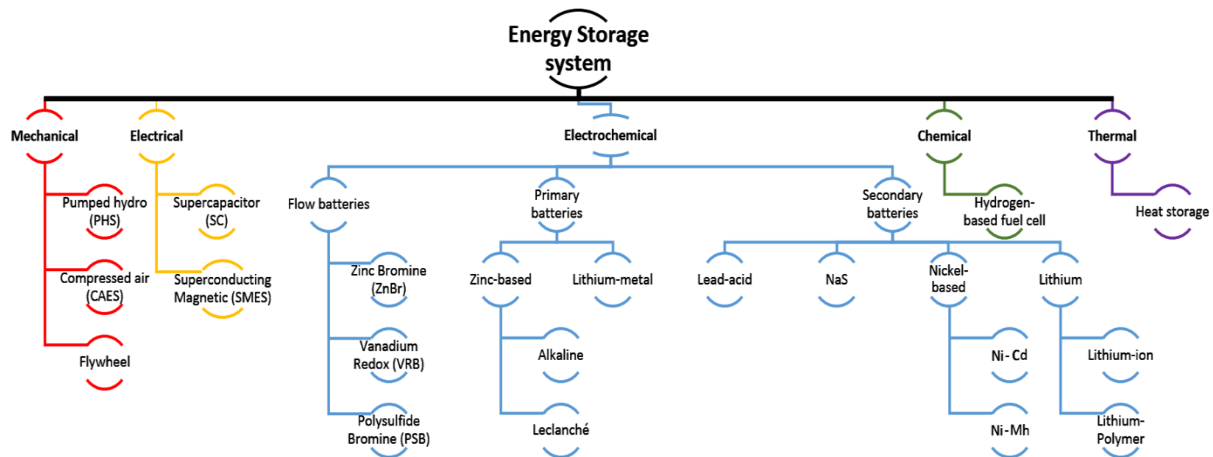 Energy Storage
system
Mechanical
Electrical
Electrochemical
Chemical
Thermal
Pumped hydro
(PHS)
Compressed air
(CAES)
Flywheel
Supercapacitor
(SC)
Superconducting
Magnetic (SMES)
Flow batteries
Primary
batteries
Secondary
batteries
Hydrogen-
based fuel cell
Heat storage
Zinc Bromine
(ZnBr)
Vanadium
Redox (VRB)
Polysulfide
Bromine (PSB)
Zinc-based
Lithium-metal
Alkaline
Leclanché
Lead-acid
NaS
Nickel-
based
Lithium
Ni-Cd
Ni-Mh
Lithium-ion
Lithium-
Polymer